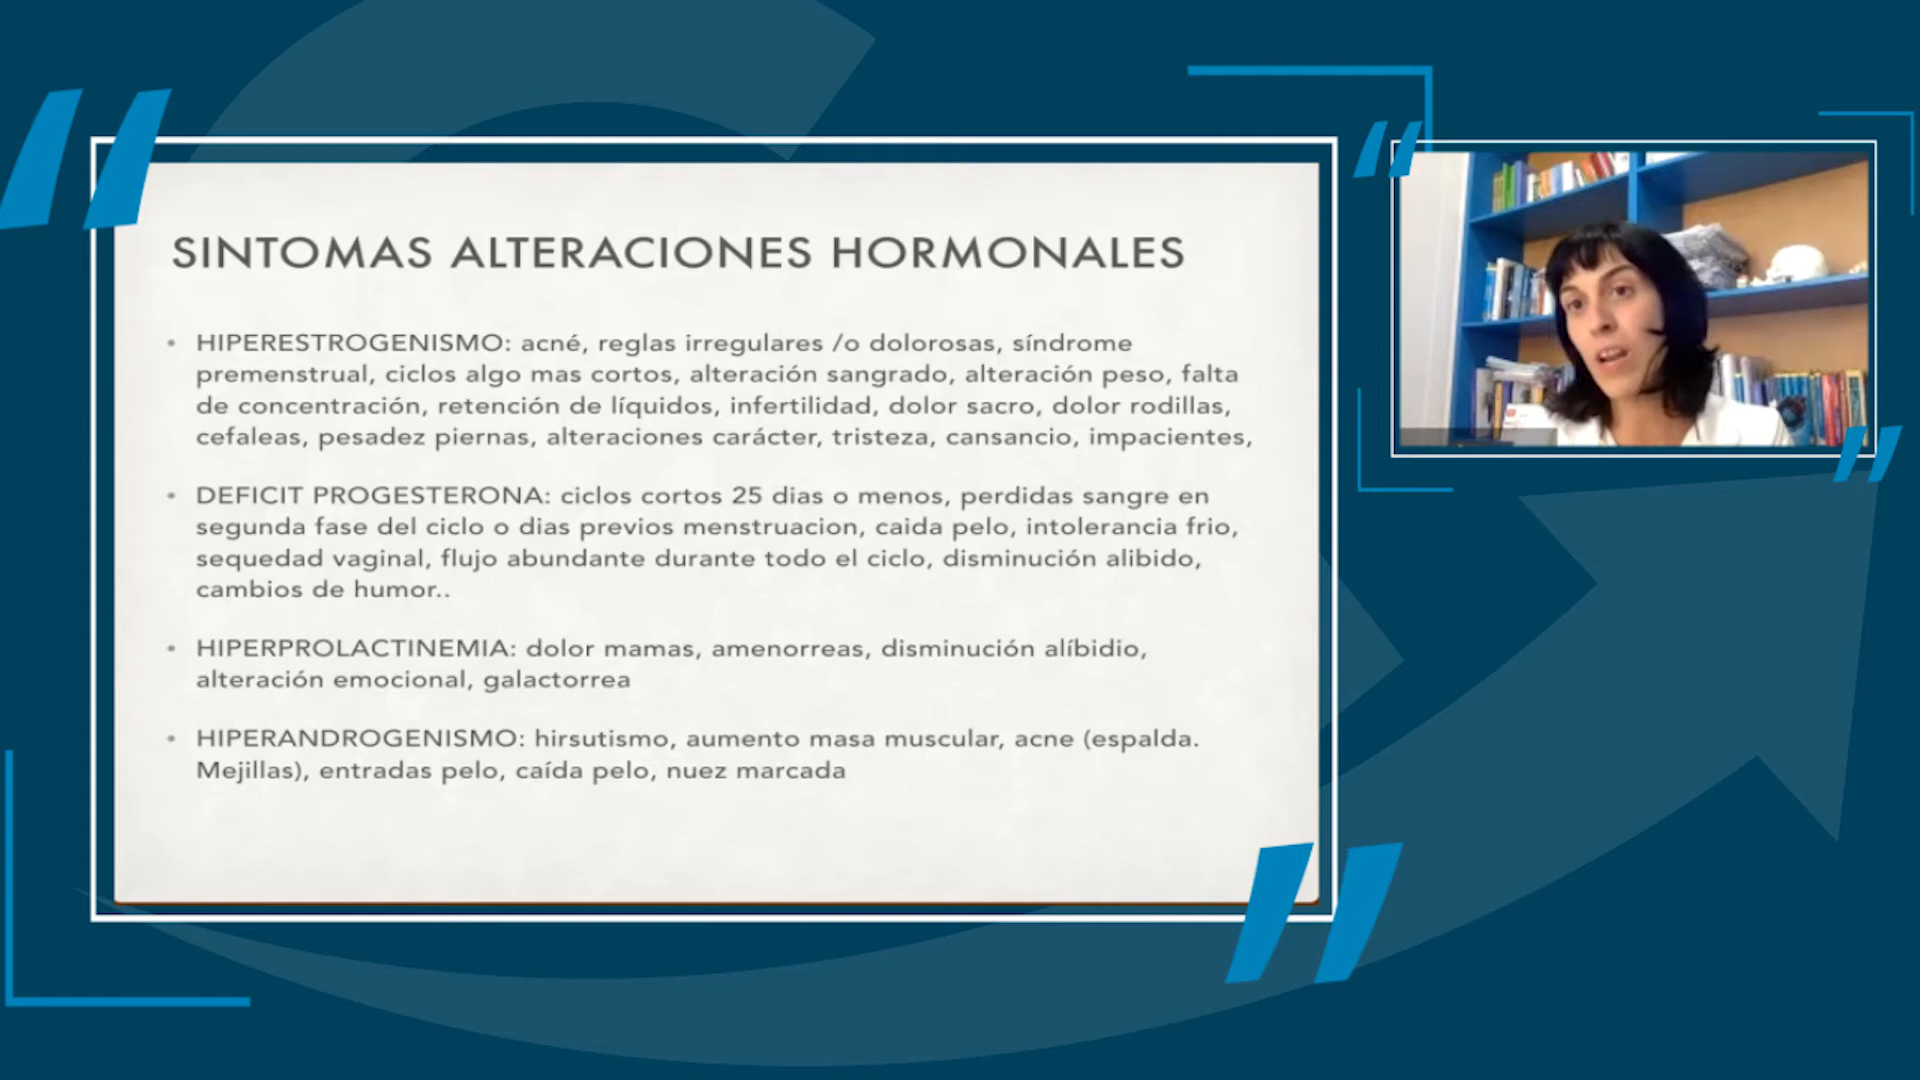 SINTOMAS ALTERACIONES HORMONALES
• HIPERESTROGENISMO: acné, reglas irregulares /o dolorosas, síndrome
premenstrual, ciclos algo mas cortos, alteración sangrado, alteración peso, falta
de concentración, retención de líquidos, infertilidad, dolor sacro, dolor rodillas,
cefaleas, pesadez piernas, alteraciones carácter, tristeza, cansancio, impacientes,
• DEFICIT PROGESTERONA: ciclos cortos 25 dias o menos, perdidas sangre en
segunda fase del ciclo o dias previos menstruacion, caida pelo, intolerancia frio,
sequedad vaginal, flujo abundante durante todo el ciclo, disminución alibido,
cambios de humor..
• HIPERPROLACTINEMIA: dolor mamas, amenorreas, disminución alíbidio,
alteración emocional, galactorrea
• HIPERANDROGENISMO: hirsutismo, aumento masa muscular, acne (espalda.
Mejillas), entradas pelo, caída pelo, nuez marcada